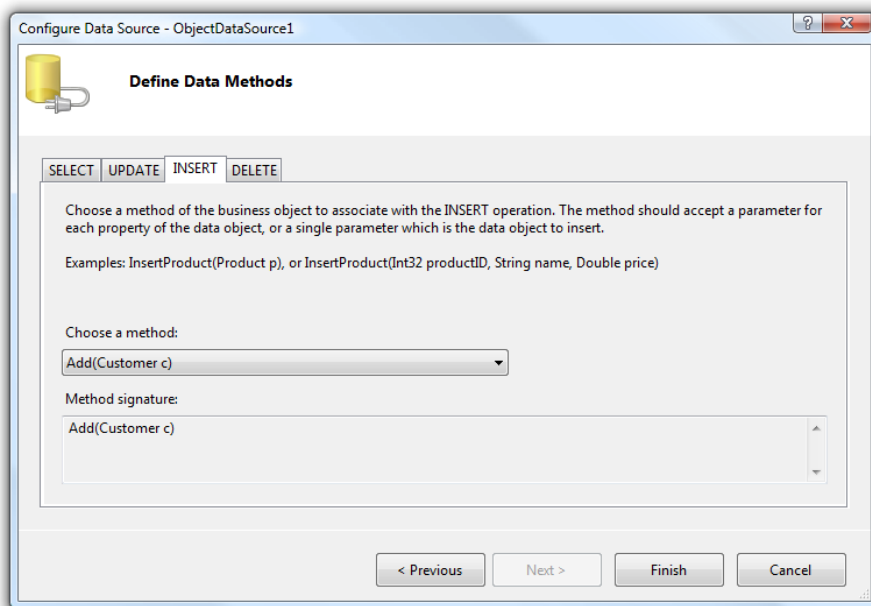 Configure Data Source - ObjectDataSource1
Define Data Methods
SELECT UPDATE INSERT DELETE
Choose a method of the business object to associate with the INSERT operation. The method should accept a parameter for
each property of the data object, or a single parameter which is the data object to insert.
Examples: InsertProduct(Product p), or InsertProduct(Int32 productID, String name, Double price)
Choose a method:
Add(Customer c)
Method signature:
Add(Customer c)
< Previous Next > Finish Cancel